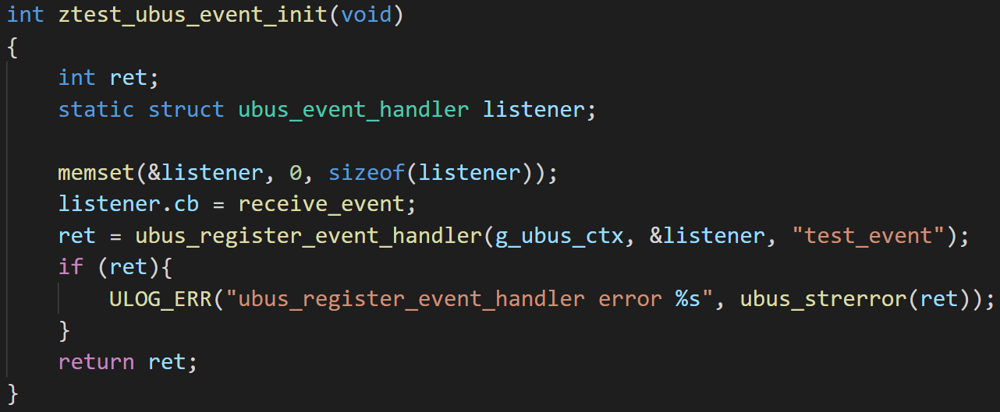 int ztest_ubus_event_init(void)
{
    int ret;
    static struct ubus_event_handler listener;

    memset(&listener, 0, sizeof(listener));
    listener.cb = receive_event;
    ret = ubus_register_event_handler(g_ubus_ctx, &listener, "test_event");
    if (ret){
        ULOG_ERR("ubus_register_event_handler error %s", ubus_strerror(ret));
    }
    return ret;
}